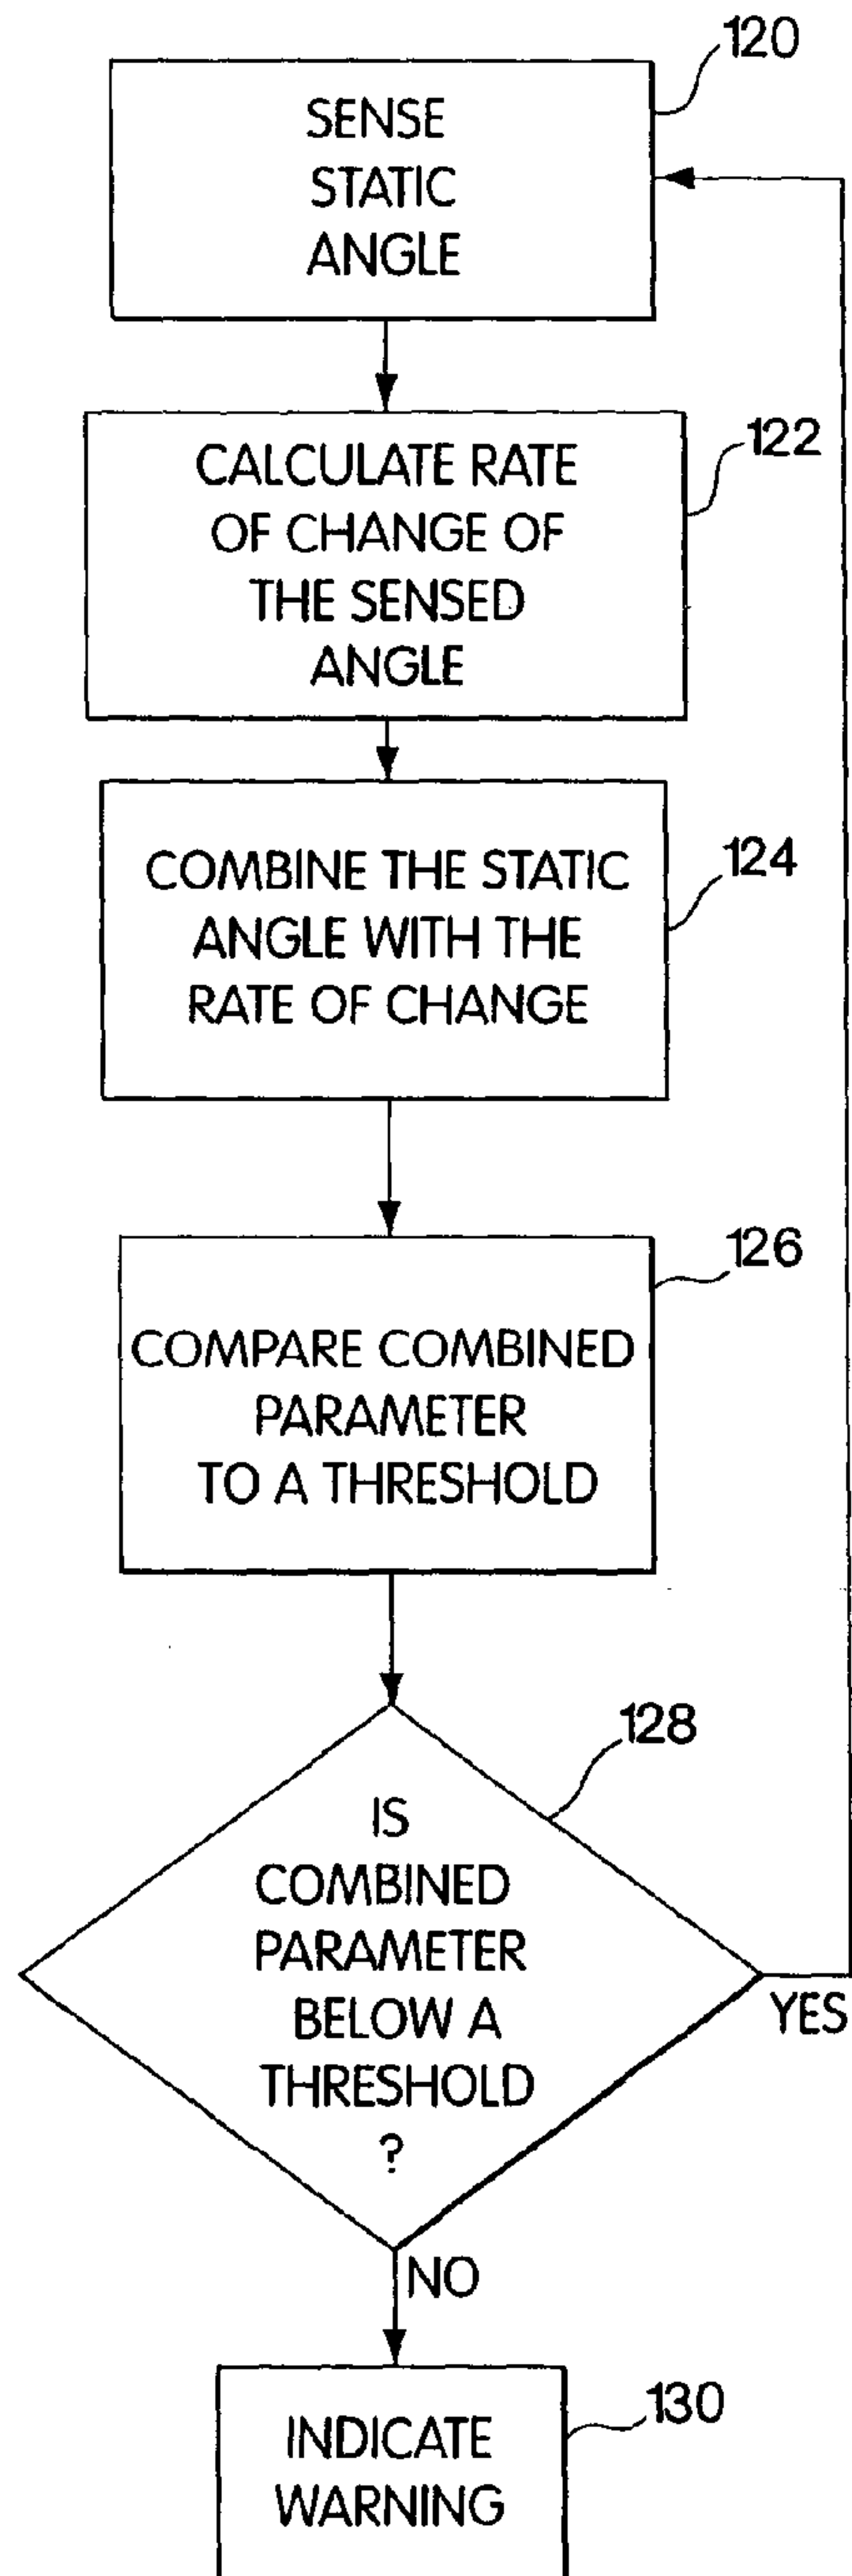 120
SENSE
STATIC
ANGLE
122
CALCULATE RATE
OF CHANGE OF
THE SENSED
ANGLE
124
COMBINE THE STATIC
ANGLE WITH THE
RATE OF CHANGE
126
COMPARE COMBINED
PARAMETER
TO A THRESHOLD
128
IS
COMBINED
PARAMETER
BELOW A
THRESHOLD
?
YES
NO
130
INDICATE
WARNING